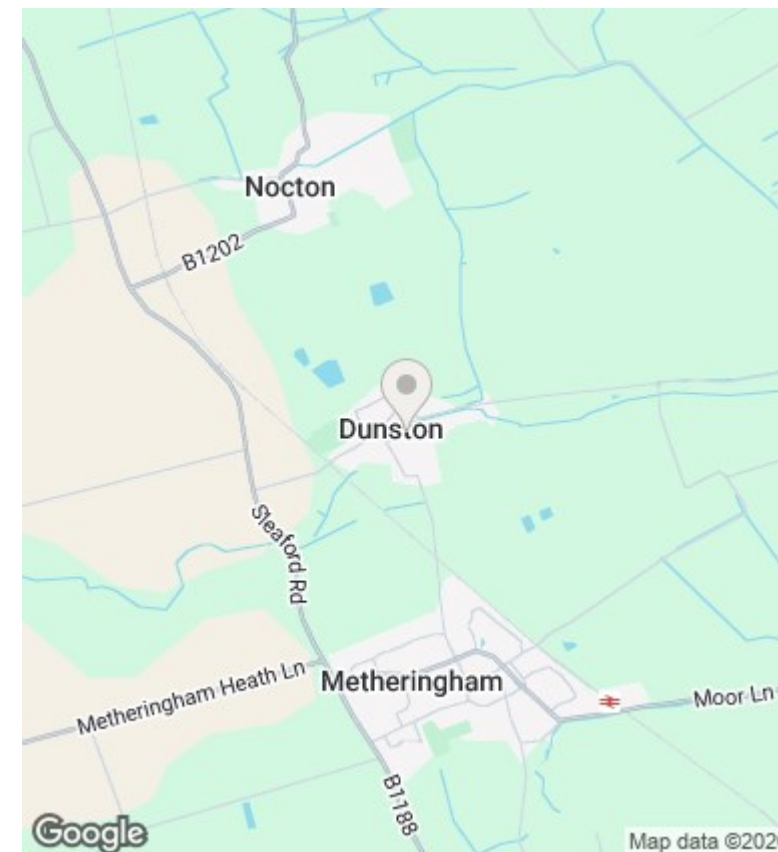 Nocton
B1202
Dunston
Sleaford Rd
Metheringham Heath Ln
Metheringham
Moor Ln
B1188
Google
Map data ©202